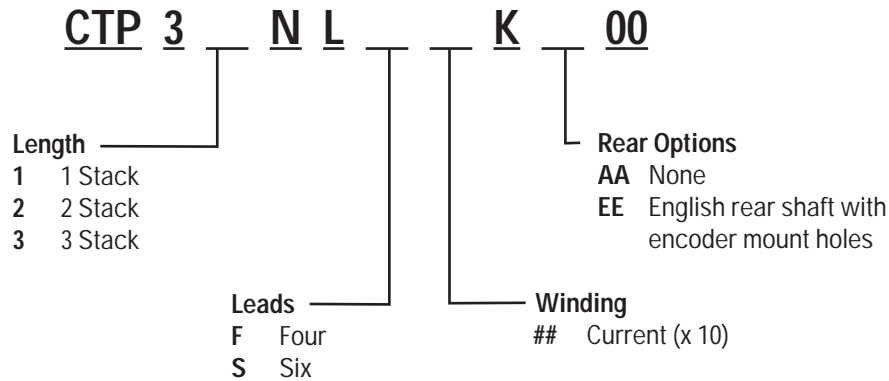 CTP 3 _ N L _ _ K _ 00
Length
1 1 Stack
2 2 Stack
3 3 Stack
Rear Options
AA None
EE English rear shaft with
encoder mount holes
Leads
F Four
S Six
Winding
## Current (x 10)